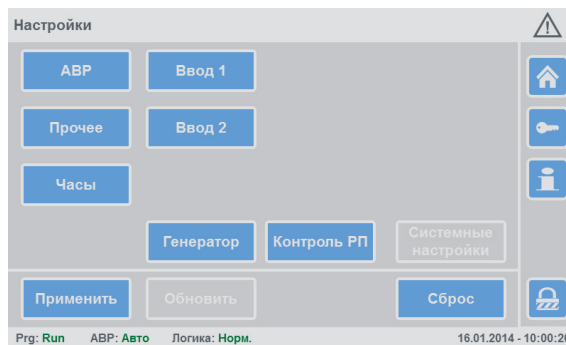 Настройки
АВР Ввод 1
Прочее Ввод 2
Часы
Генератор Контроль РП Системные настройки
Применить Обновить Сброс
Prg: Run АВР: Авто Логика: Норм. 16.01.2014 - 10:00:20